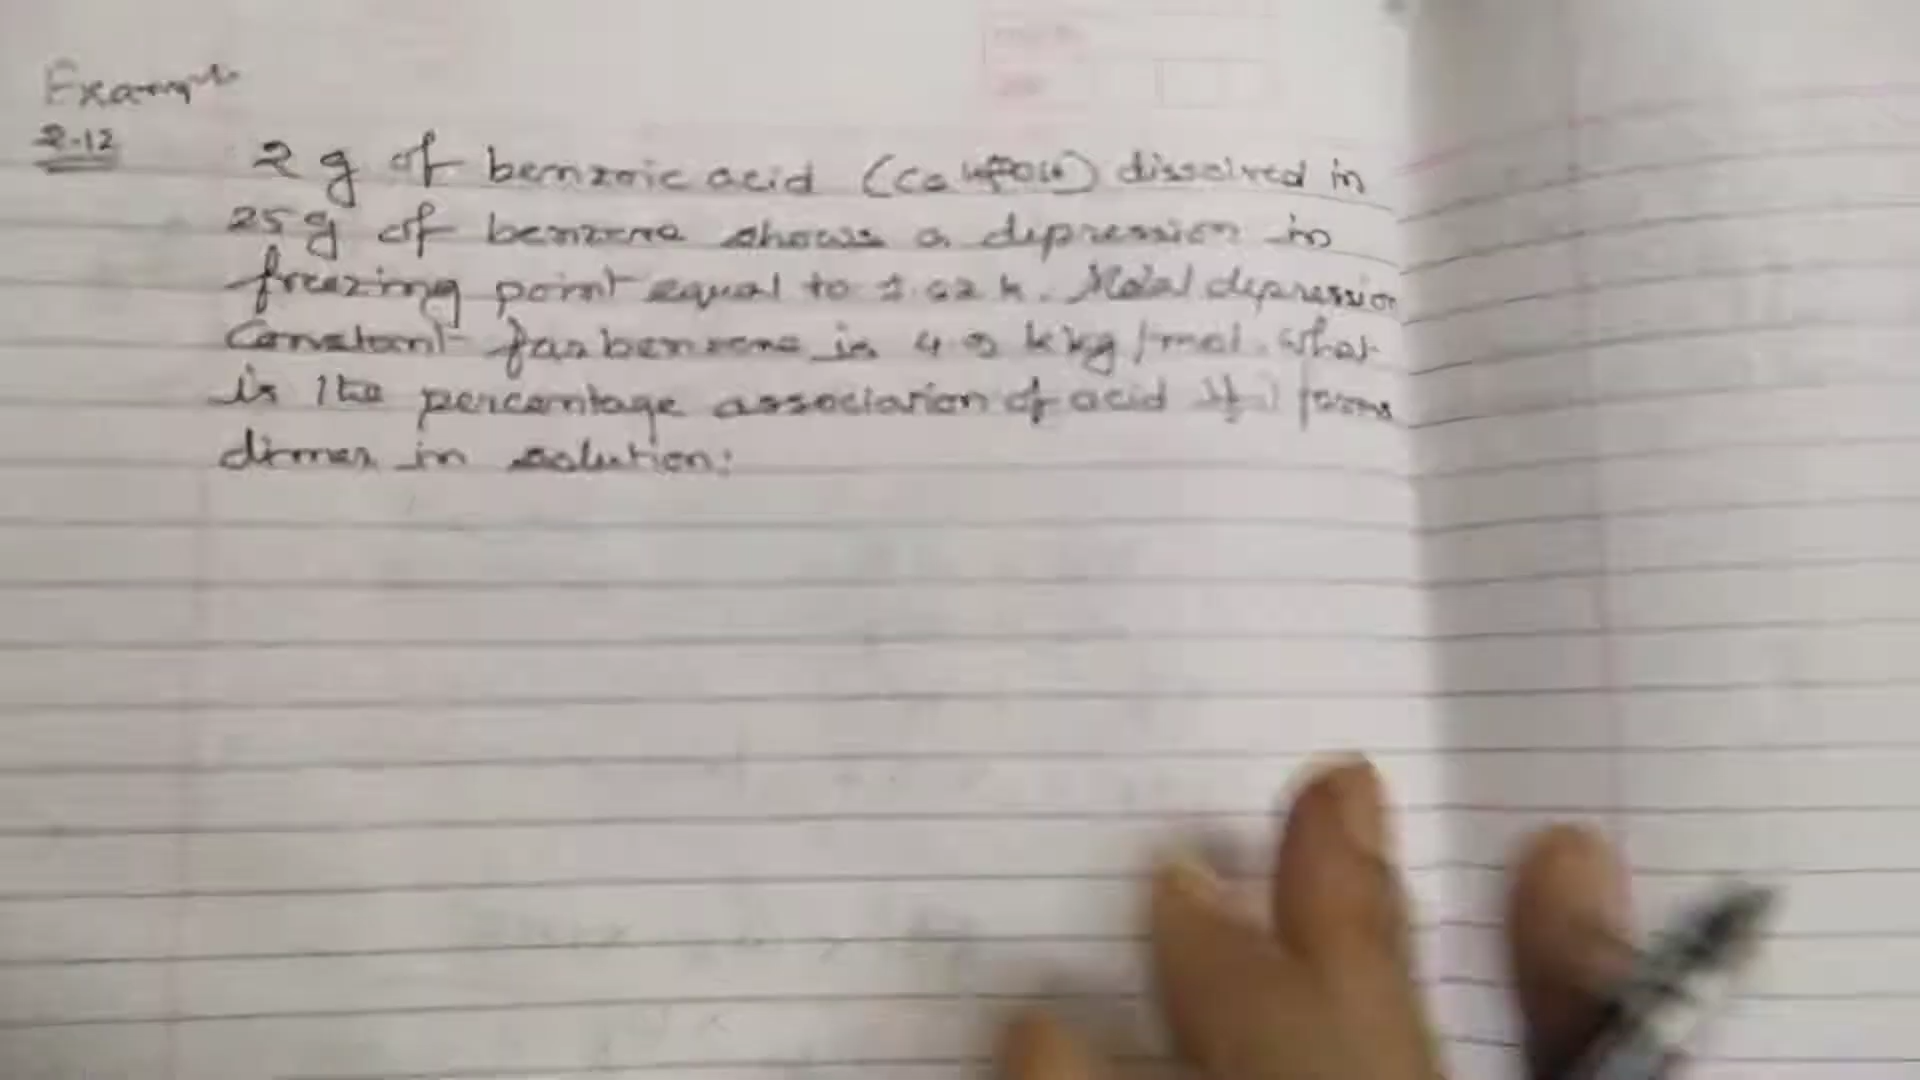 Example
2.12
2 g of benzoic acid (C6H5COOH) dissolved in
25 g of benzene shows a depression in
freezing point equal to 1.62 K. Molal depression
Constant for benzene is 4.9 K kg/mol. What
is the percentage association of acid if it forms
dimer in solution: